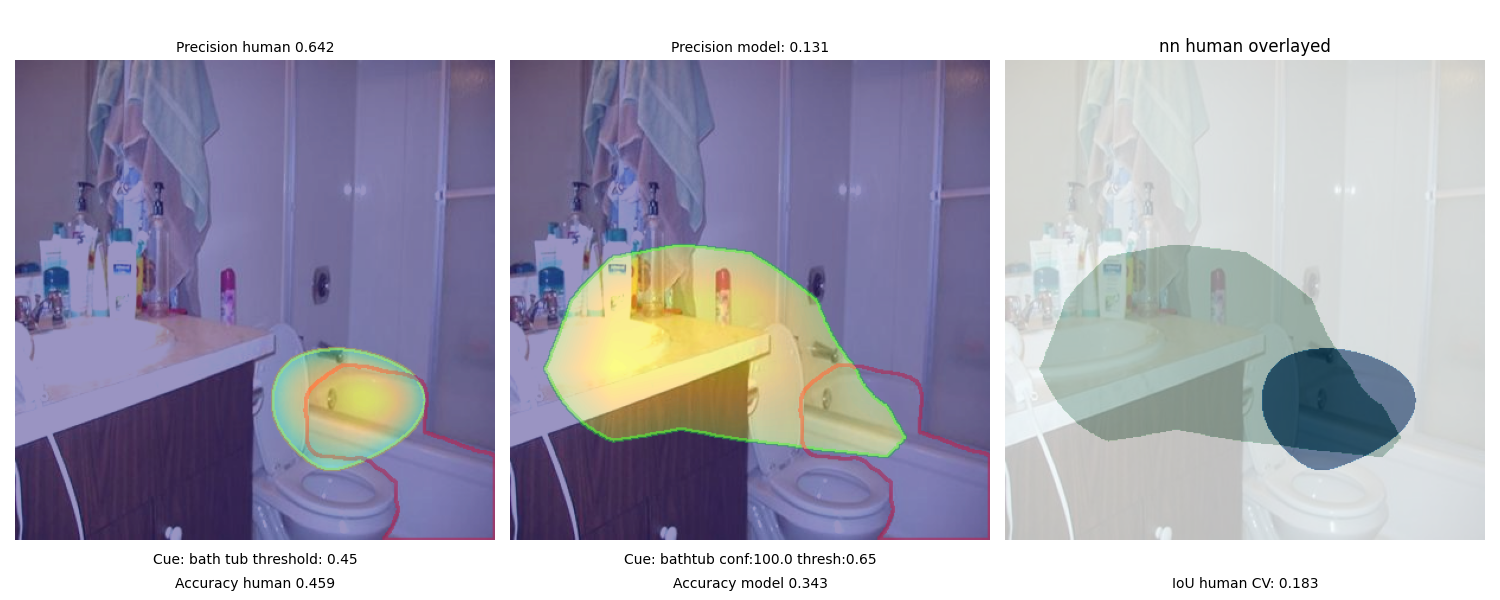 Precision human 0.642
Precision model: 0.131
nn human overlayed
Cue: bath tub threshold: 0.45
Cue: bathtub conf:100.0 thresh:0.65
Accuracy human 0.459
Accuracy model 0.343
IoU human CV: 0.183